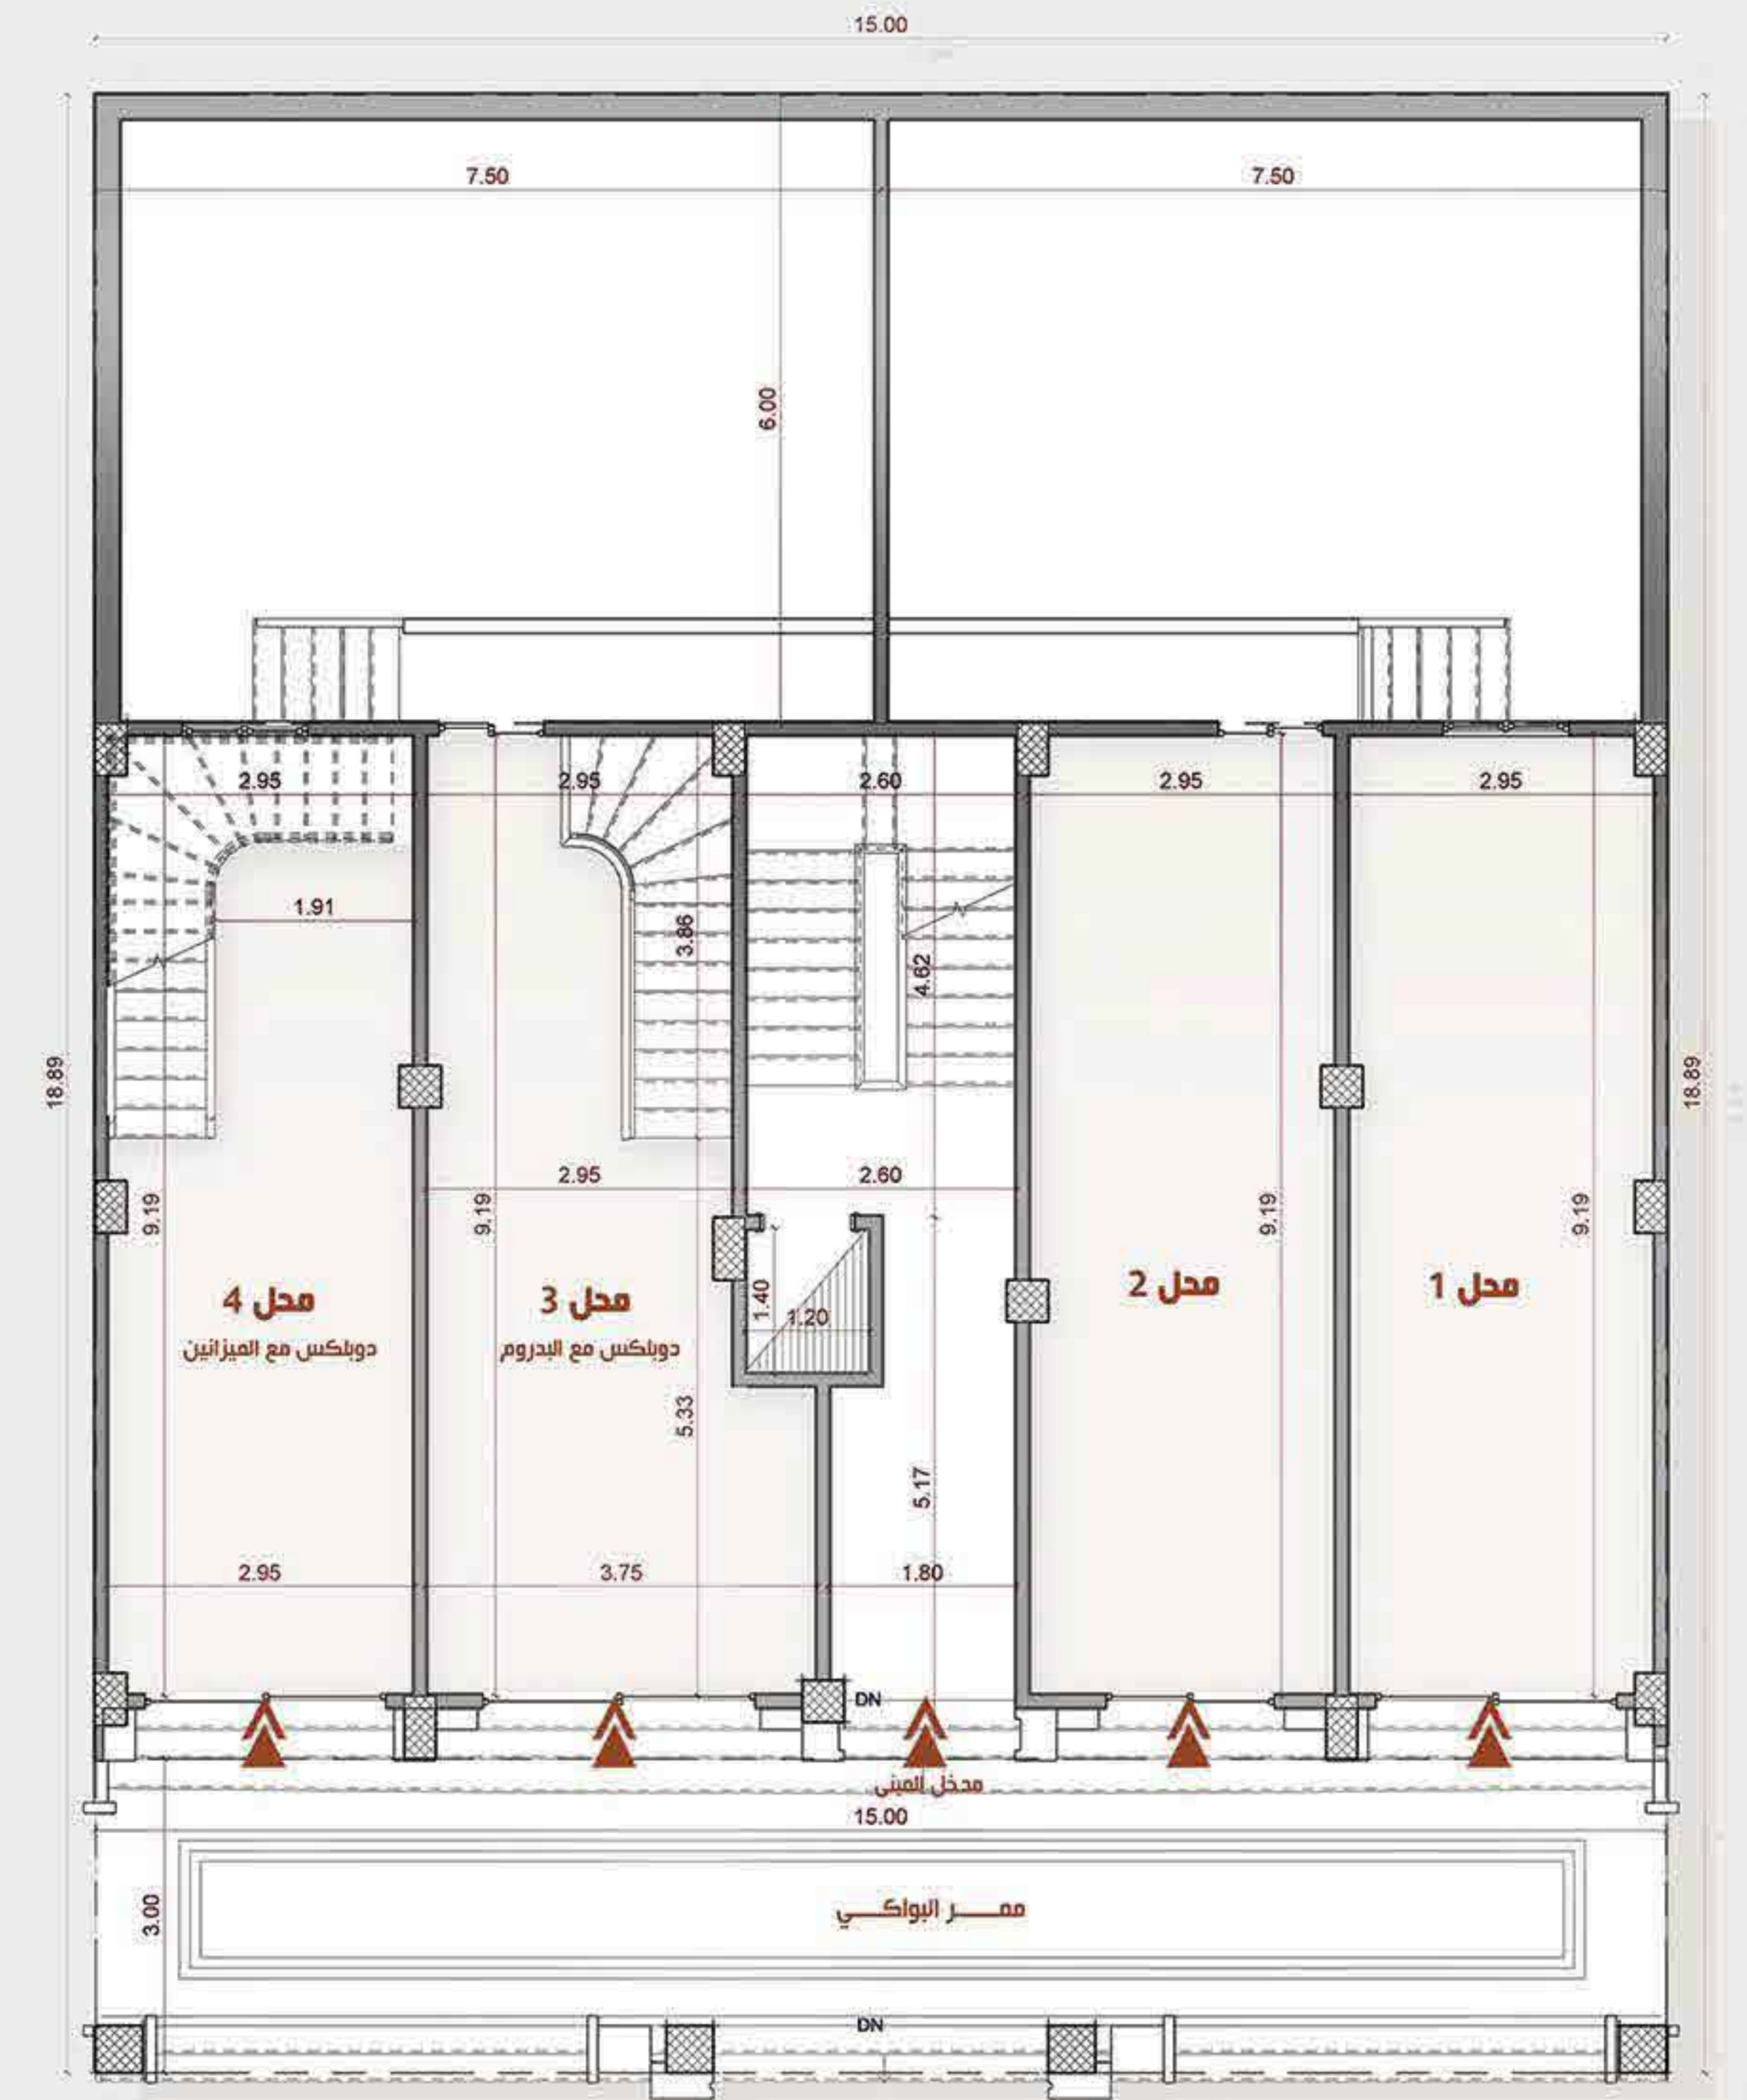 15.00
7.50
7.50
6.00
2.95
2.95
2.60
2.95
2.95
1.91
3.86
4.62
18.89
18.89
2.95
2.60
9.19
9.19
9.19
9.19
محل 4
دوبلكس مع الميزانين
محل 3
دوبلكس مع البدروم
1.40
1.20
محل 2
محل 1
5.33
5.17
2.95
3.75
1.80
DN
مدخل المبنى
15.00
3.00
ممـــر البواكـــي
DN